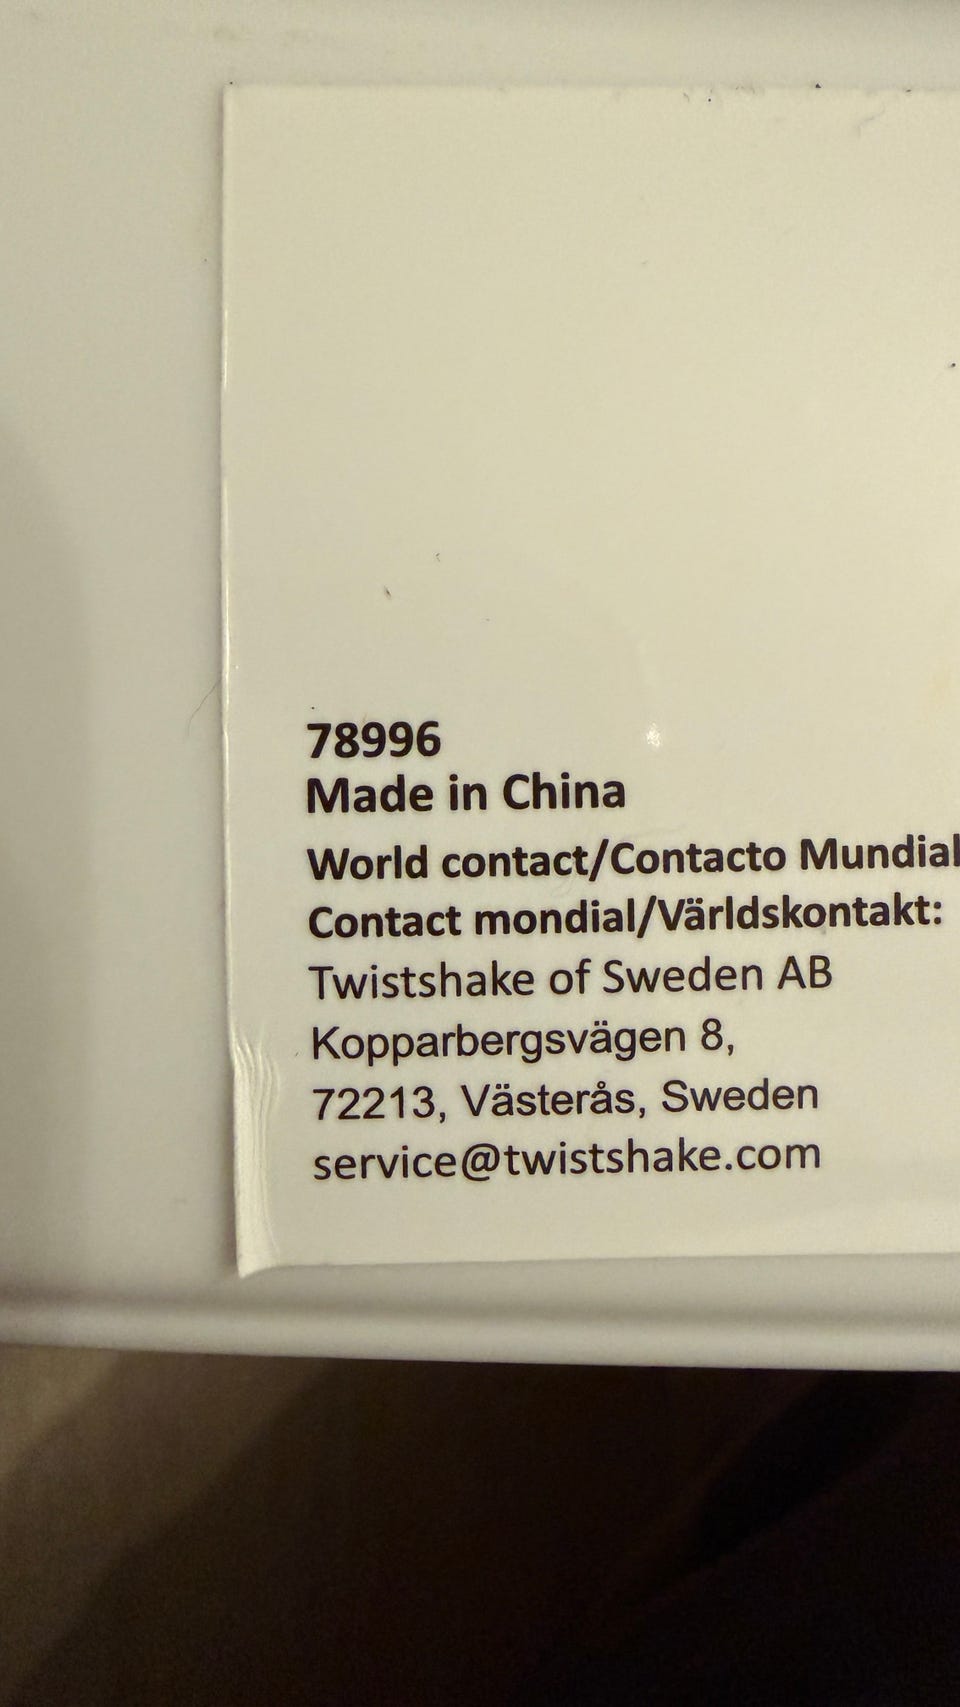 78996
Made in China
World contact/Contacto Mundial
Contact mondial/Världskontakt:
Twistshake of Sweden AB
Kopparbergsvägen 8,
72213, Västerås, Sweden
service@twistshake.com